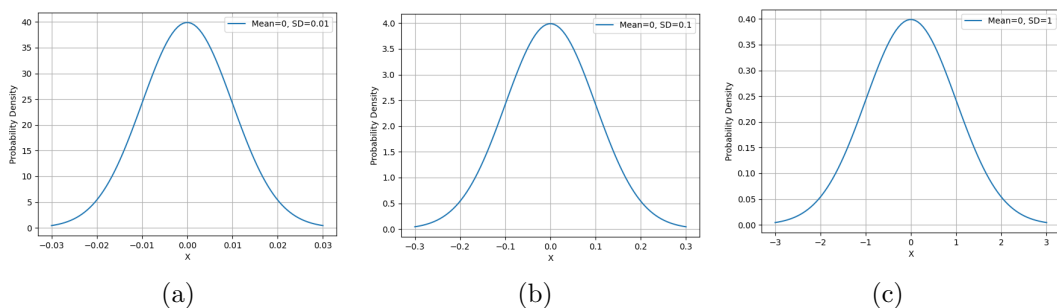 Mean=0, SD=0.01
Probability Density
40
35
30
25
20
15
10
5
0
−0.03 −0.02 −0.01 0.00 0.01 0.02 0.03
X
(a)
Mean=0, SD=0.1
Probability Density
4.0
3.5
3.0
2.5
2.0
1.5
1.0
0.5
0.0
−0.3 −0.2 −0.1 0.0 0.1 0.2 0.3
X
(b)
Mean=0, SD=1
Probability Density
0.40
0.35
0.30
0.25
0.20
0.15
0.10
0.05
0.00
−3 −2 −1 0 1 2 3
X
(c)